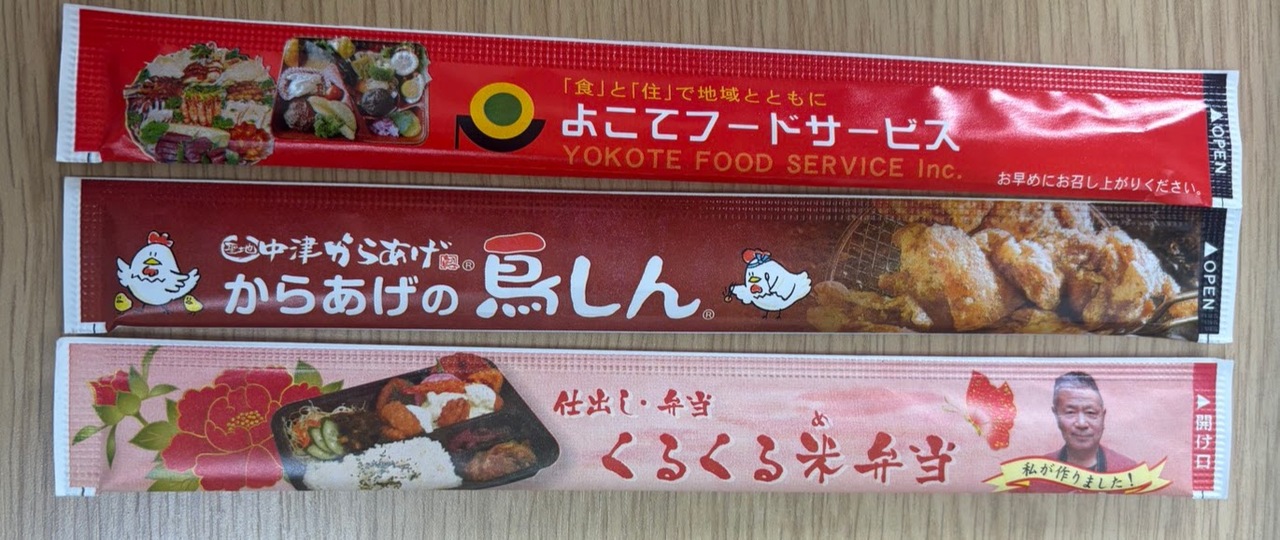 「食」と「住」で地域とともに
よこてフードサービス
YOKOTE FOOD SERVICE Inc.
お早めにお召し上がりください。
▲OPEN
聖地中津からあげ®
からあげの鳥しん®
▲OPEN
仕出し・弁当
くるくる米弁当
め
私が作りました!
▲開け口